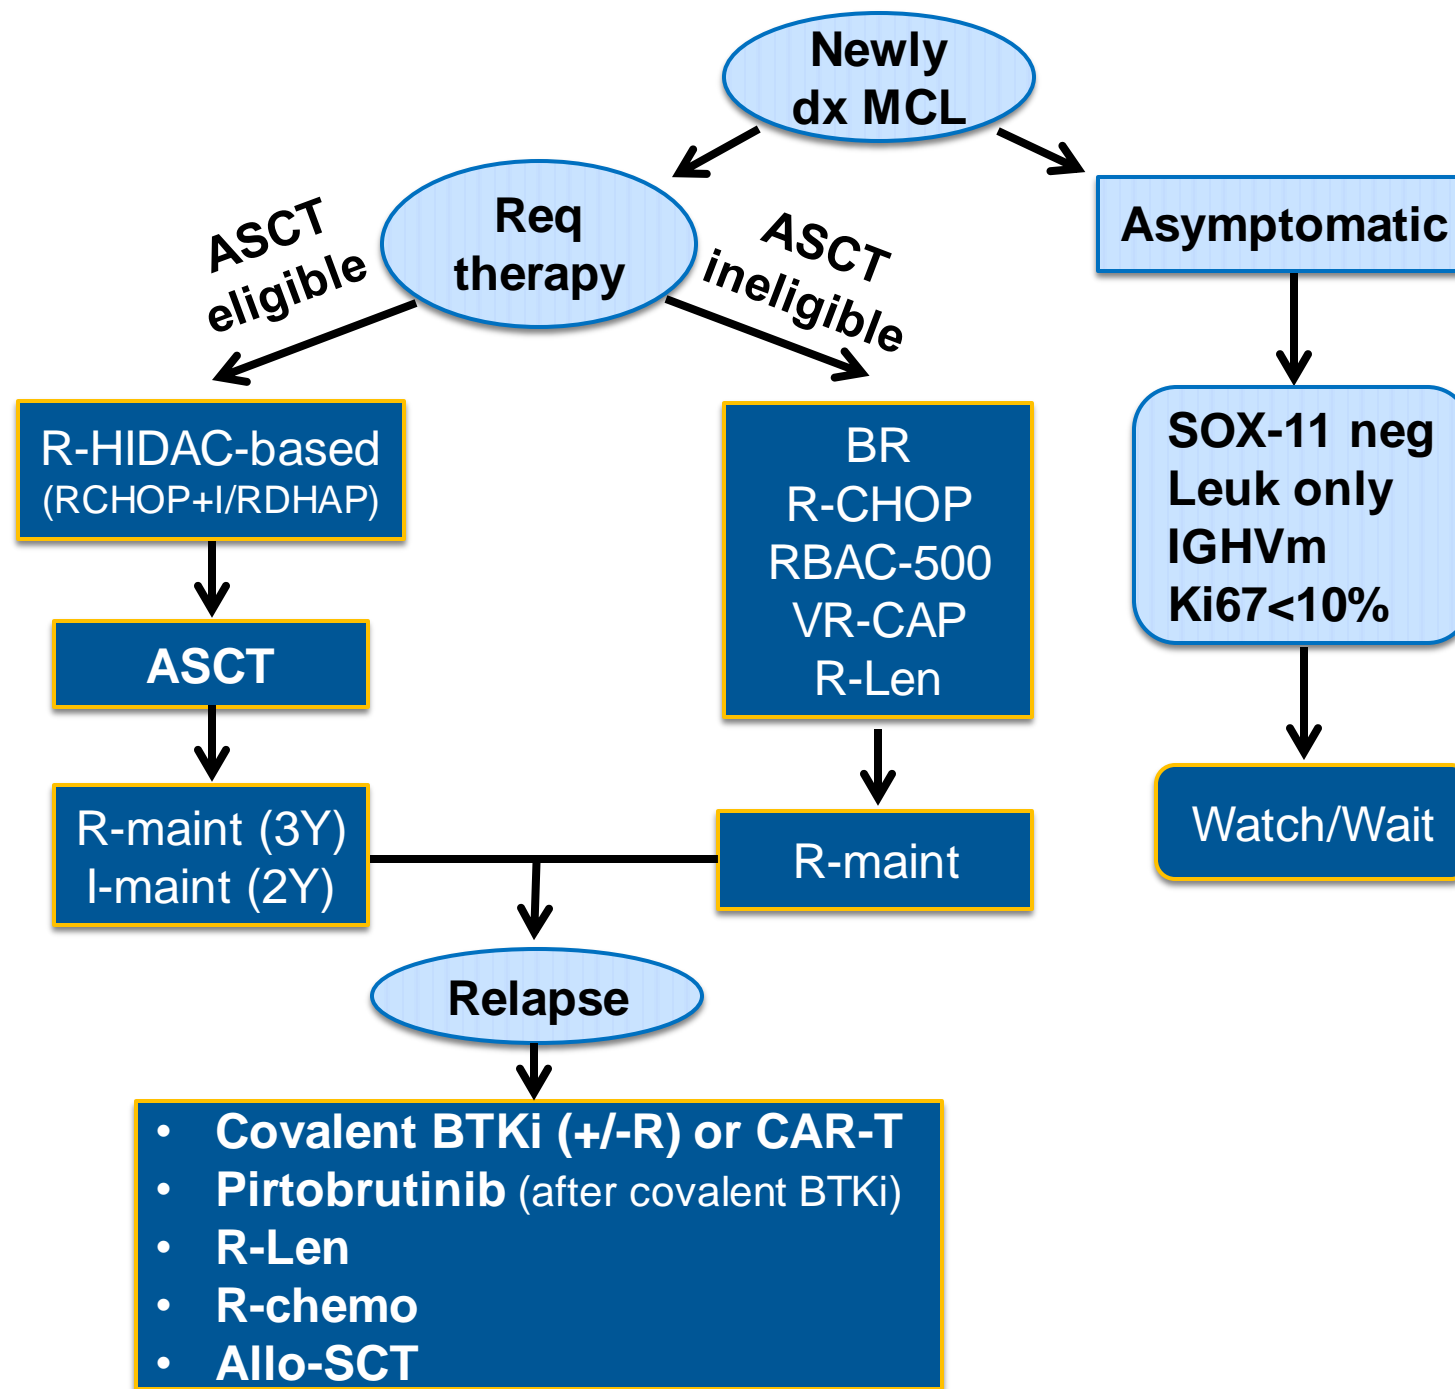 Newly
dx MCL
Req
therapy
Asymptomatic
ASCT
eligible
ASCT
ineligible
R-HIDAC-based
(RCHOP+I/RDHAP)
ASCT
R-maint (3Y)
I-maint (2Y)
BR
R-CHOP
RBAC-500
VR-CAP
R-Len
R-maint
SOX-11 neg
Leuk only
IGHVm
Ki67<10%
Watch/Wait
Relapse
• Covalent BTKi (+/-R) or CAR-T
• Pirtobrutinib (after covalent BTKi)
• R-Len
• R-chemo
• Allo-SCT